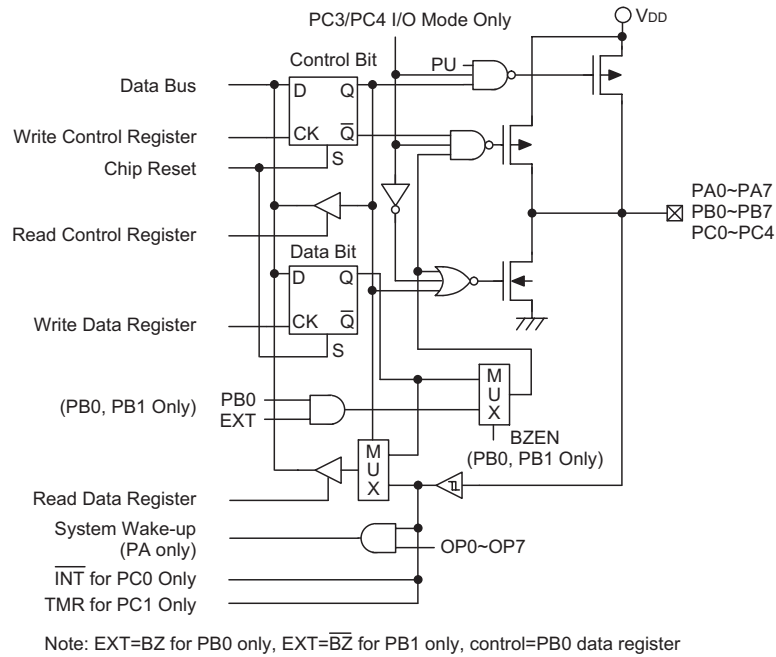 PC3/PC4 I/O Mode Only
VDD
Control Bit
PU
Data Bus
D Q
Write Control Register
CK Q̅
Chip Reset
S
PA0~PA7
PB0~PB7
PC0~PC4
Read Control Register
Data Bit
D Q
Write Data Register
CK Q̅
S
(PB0, PB1 Only)
PB0
EXT
MUX
BZEN
(PB0, PB1 Only)
MUX
Read Data Register
System Wake-up
(PA only)
OP0~OP7
I̅N̅T̅ for PC0 Only
TMR for PC1 Only
Note: EXT=BZ for PB0 only, EXT=B̅Z̅ for PB1 only, control=PB0 data register